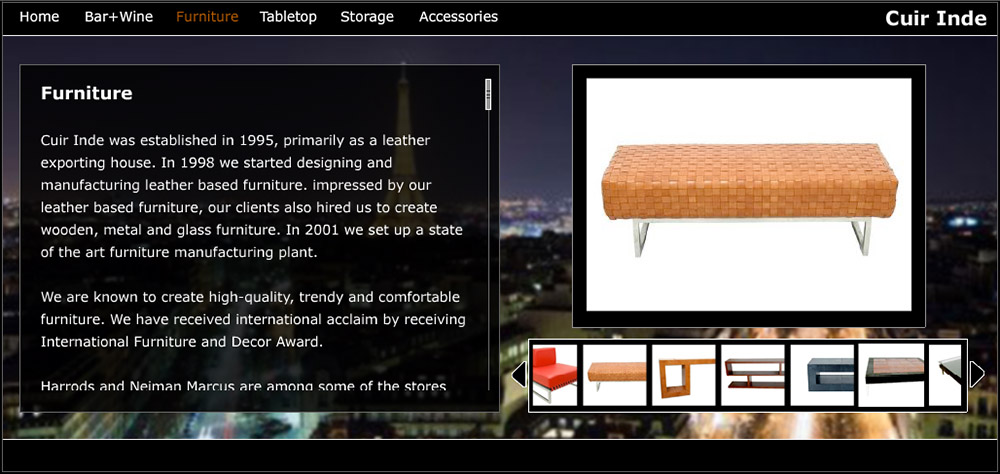 Home Bar+Wine Furniture Tabletop Storage Accessories Cuir Inde
Furniture
Cuir Inde was established in 1995, primarily as a leather
exporting house. In 1998 we started designing and
manufacturing leather based furniture. impressed by our
leather based furniture, our clients also hired us to create
wooden, metal and glass furniture. In 2001 we set up a state
of the art furniture manufacturing plant.
We are known to create high-quality, trendy and comfortable
furniture. We have received international acclaim by receiving
International Furniture and Decor Award.
Harrods and Neiman Marcus are among some of the stores